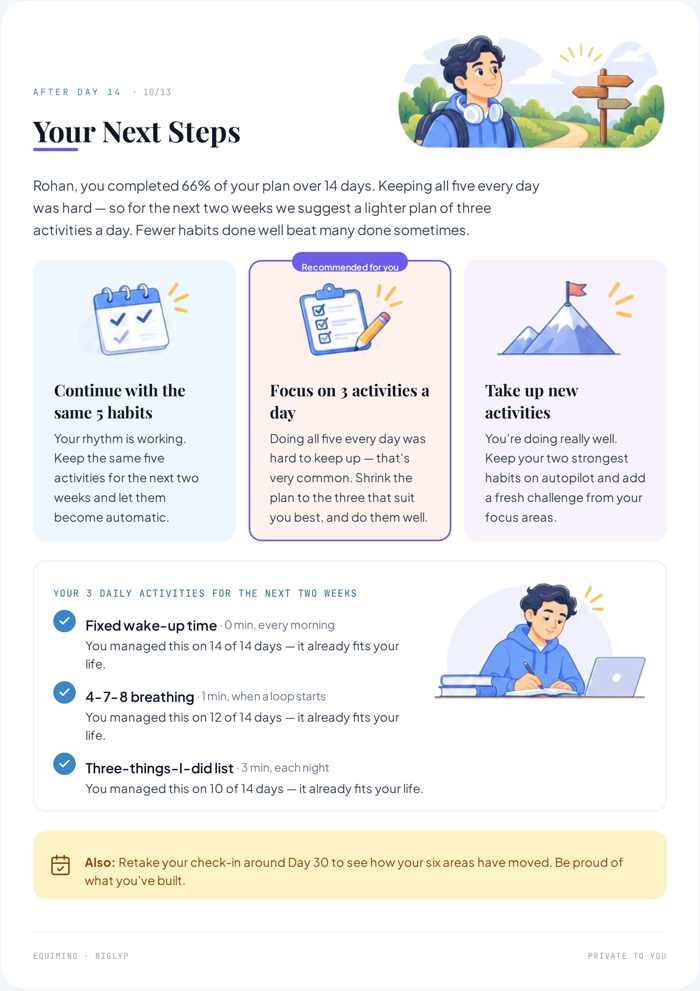 AFTER DAY 14 · 10/13
Your Next Steps
Rohan, you completed 66% of your plan over 14 days. Keeping all five every day
was hard — so for the next two weeks we suggest a lighter plan of three
activities a day. Fewer habits done well beat many done sometimes.
Continue with the
same 5 habits
Your rhythm is working.
Keep the same five
activities for the next two
weeks and let them
become automatic.
Recommended for you
Focus on 3 activities a
day
Doing all five every day was
hard to keep up — that's
very common. Shrink the
plan to the three that suit
you best, and do them well.
Take up new
activities
You're doing really well.
Keep your two strongest
habits on autopilot and add
a fresh challenge from your
focus areas.
YOUR 3 DAILY ACTIVITIES FOR THE NEXT TWO WEEKS
Fixed wake-up time · 0 min, every morning
You managed this on 14 of 14 days — it already fits your
life.
4-7-8 breathing · 1 min, when a loop starts
You managed this on 12 of 14 days — it already fits your
life.
Three-things-I-did list · 3 min, each night
You managed this on 10 of 14 days — it already fits your life.
Also: Retake your check-in around Day 30 to see how your six areas have moved. Be proud of
what you've built.
EQUIMIND · BIGLYP
PRIVATE TO YOU